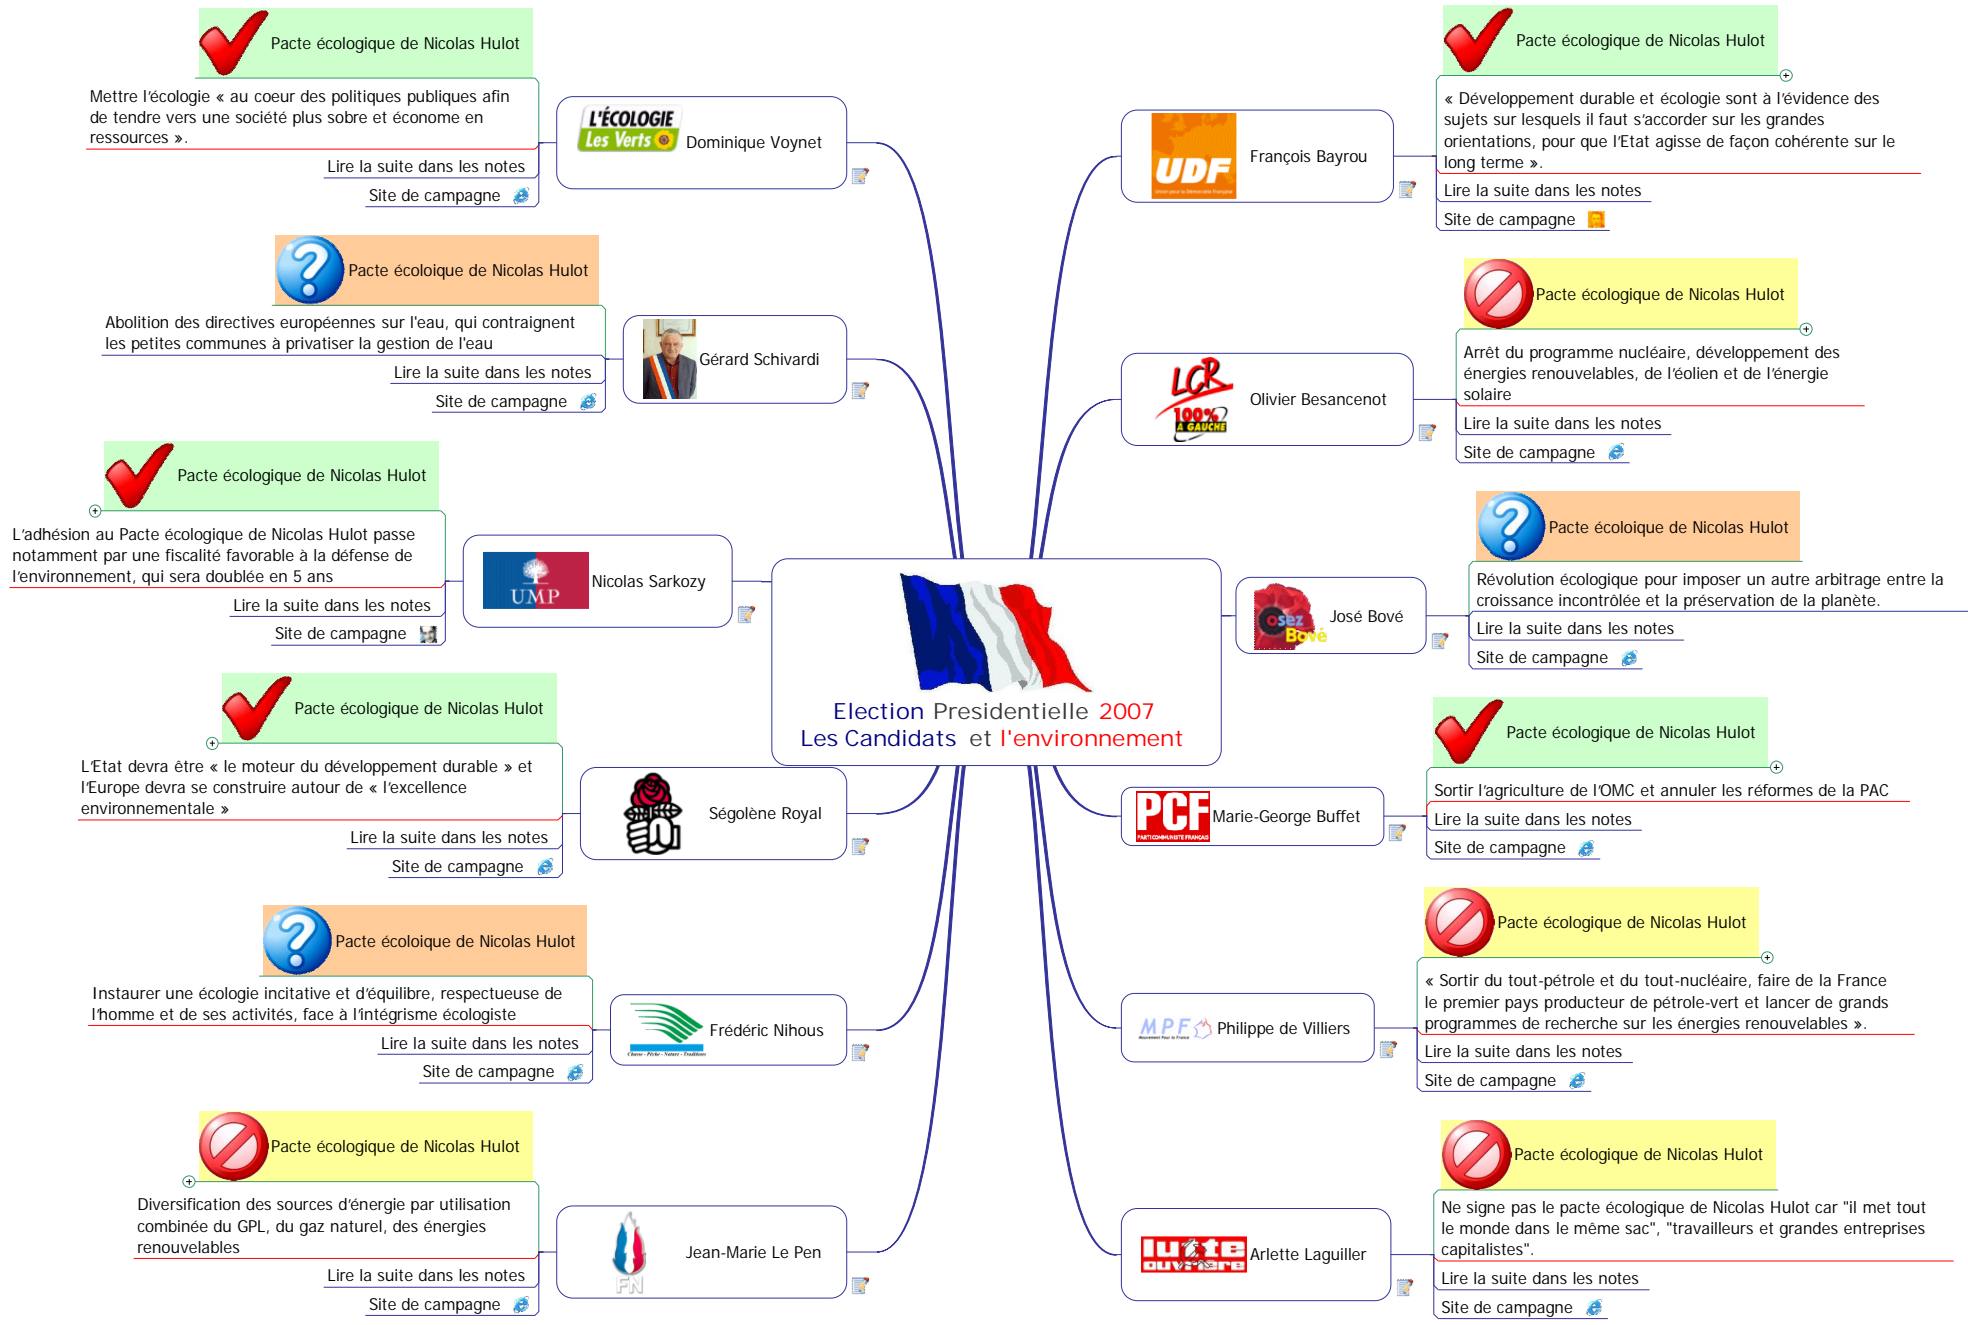 Election Presidentielle 2007
Les Candidats et l'environnement
Pacte écologique de Nicolas Hulot
Mettre l'écologie « au coeur des politiques publiques afin
de tendre vers une société plus sobre et économe en
ressources ».
Lire la suite dans les notes
Site de campagne
L'ÉCOLOGIE
Les Verts
Dominique Voynet
Pacte écoloique de Nicolas Hulot
Abolition des directives européennes sur l'eau, qui contraignent
les petites communes à privatiser la gestion de l'eau
Lire la suite dans les notes
Site de campagne
Gérard Schivardi
Pacte écologique de Nicolas Hulot
L'adhésion au Pacte écologique de Nicolas Hulot passe
notamment par une fiscalité favorable à la défense de
l'environnement, qui sera doublée en 5 ans
Lire la suite dans les notes
Site de campagne
UMP
Nicolas Sarkozy
Pacte écologique de Nicolas Hulot
L'Etat devra être « le moteur du développement durable » et
l'Europe devra se construire autour de « l'excellence
environnementale »
Lire la suite dans les notes
Site de campagne
Ségolène Royal
Pacte écoloique de Nicolas Hulot
Instaurer une écologie incitative et d'équilibre, respectueuse de
l'homme et de ses activités, face à l'intégrisme écologiste
Lire la suite dans les notes
Site de campagne
Chasse - Pêche - Nature - Traditions
Frédéric Nihous
Pacte écologique de Nicolas Hulot
Diversification des sources d'énergie par utilisation
combinée du GPL, du gaz naturel, des énergies
renouvelables
Lire la suite dans les notes
Site de campagne
FN
Jean-Marie Le Pen
Pacte écologique de Nicolas Hulot
« Développement durable et écologie sont à l'évidence des
sujets sur lesquels il faut s'accorder sur les grandes
orientations, pour que l'Etat agisse de façon cohérente sur le
long terme ».
Lire la suite dans les notes
Site de campagne
UDF
Union pour la Démocratie Française
François Bayrou
Pacte écologique de Nicolas Hulot
Arrêt du programme nucléaire, développement des
énergies renouvelables, de l'éolien et de l'énergie
solaire
Lire la suite dans les notes
Site de campagne
LCR
100%
A GAUCHE
Olivier Besancenot
Pacte écoloique de Nicolas Hulot
Révolution écologique pour imposer un autre arbitrage entre la
croissance incontrôlée et la préservation de la planète.
Lire la suite dans les notes
Site de campagne
osez
Bové
José Bové
Pacte écologique de Nicolas Hulot
Sortir l'agriculture de l'OMC et annuler les réformes de la PAC
Lire la suite dans les notes
Site de campagne
PCF
PARTI COMMUNISTE FRANÇAIS
Marie-George Buffet
Pacte écologique de Nicolas Hulot
« Sortir du tout-pétrole et du tout-nucléaire, faire de la France
le premier pays producteur de pétrole-vert et lancer de grands
programmes de recherche sur les énergies renouvelables ».
Lire la suite dans les notes
Site de campagne
MPF
Mouvement Pour la France
Philippe de Villiers
Pacte écologique de Nicolas Hulot
Ne signe pas le pacte écologique de Nicolas Hulot car "il met tout
le monde dans le même sac", "travailleurs et grandes entreprises
capitalistes".
Lire la suite dans les notes
Site de campagne
lutte
ouvrière
Arlette Laguiller